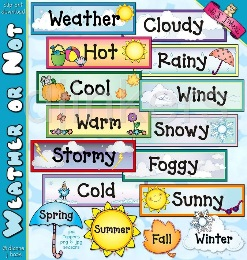 WEATHER OR NOT
Weather
Cloudy
Hot
Rainy
Cool
Windy
Warm
Snowy
Stormy
Foggy
Cold
Sunny
Spring
Summer
Fall
Winter